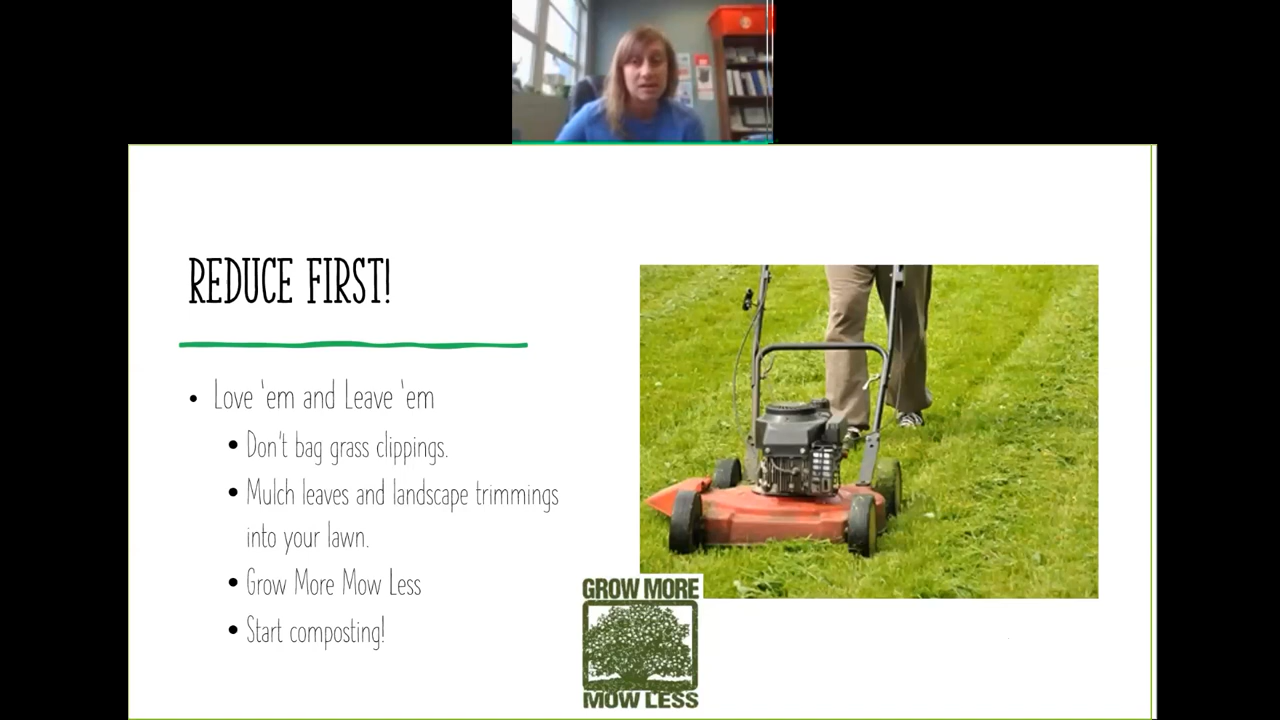 REDUCE FIRST!
• Love 'em and Leave 'em
• Don't bag grass clippings.
• Mulch leaves and landscape trimmings
into your lawn.
• Grow More Mow Less
• Start composting!
GROW MORE
MOW LESS